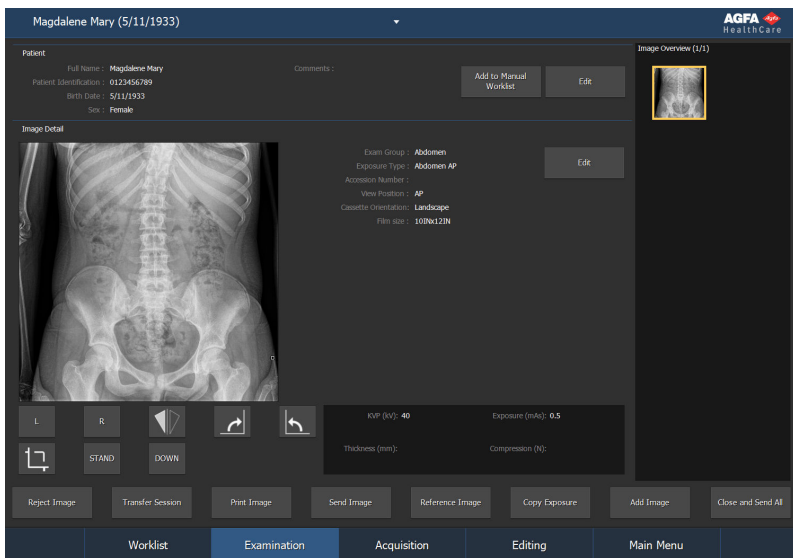 Magdalene Mary (5/11/1933)
AGFA
HealthCare
Patient
Full Name : Magdalene Mary
Comments :
Patient Identification : 0123456789
Birth Date : 5/11/1933
Sex : Female
Add to Manual
Worklist
Edit
Image Overview (1/1)
Image Detail
Exam Group : Abdomen
Exposure Type : Abdomen AP
Accession Number :
View Position : AP
Cassette Orientation: Landscape
Film size : 10INx12IN
Edit
L
R
STAND
DOWN
KVP (kV): 40
Exposure (mAs): 0.5
Thickness (mm):
Compression (N):
Reject Image
Transfer Session
Print Image
Send Image
Reference Image
Copy Exposure
Add Image
Close and Send All
Worklist
Examination
Acquisition
Editing
Main Menu